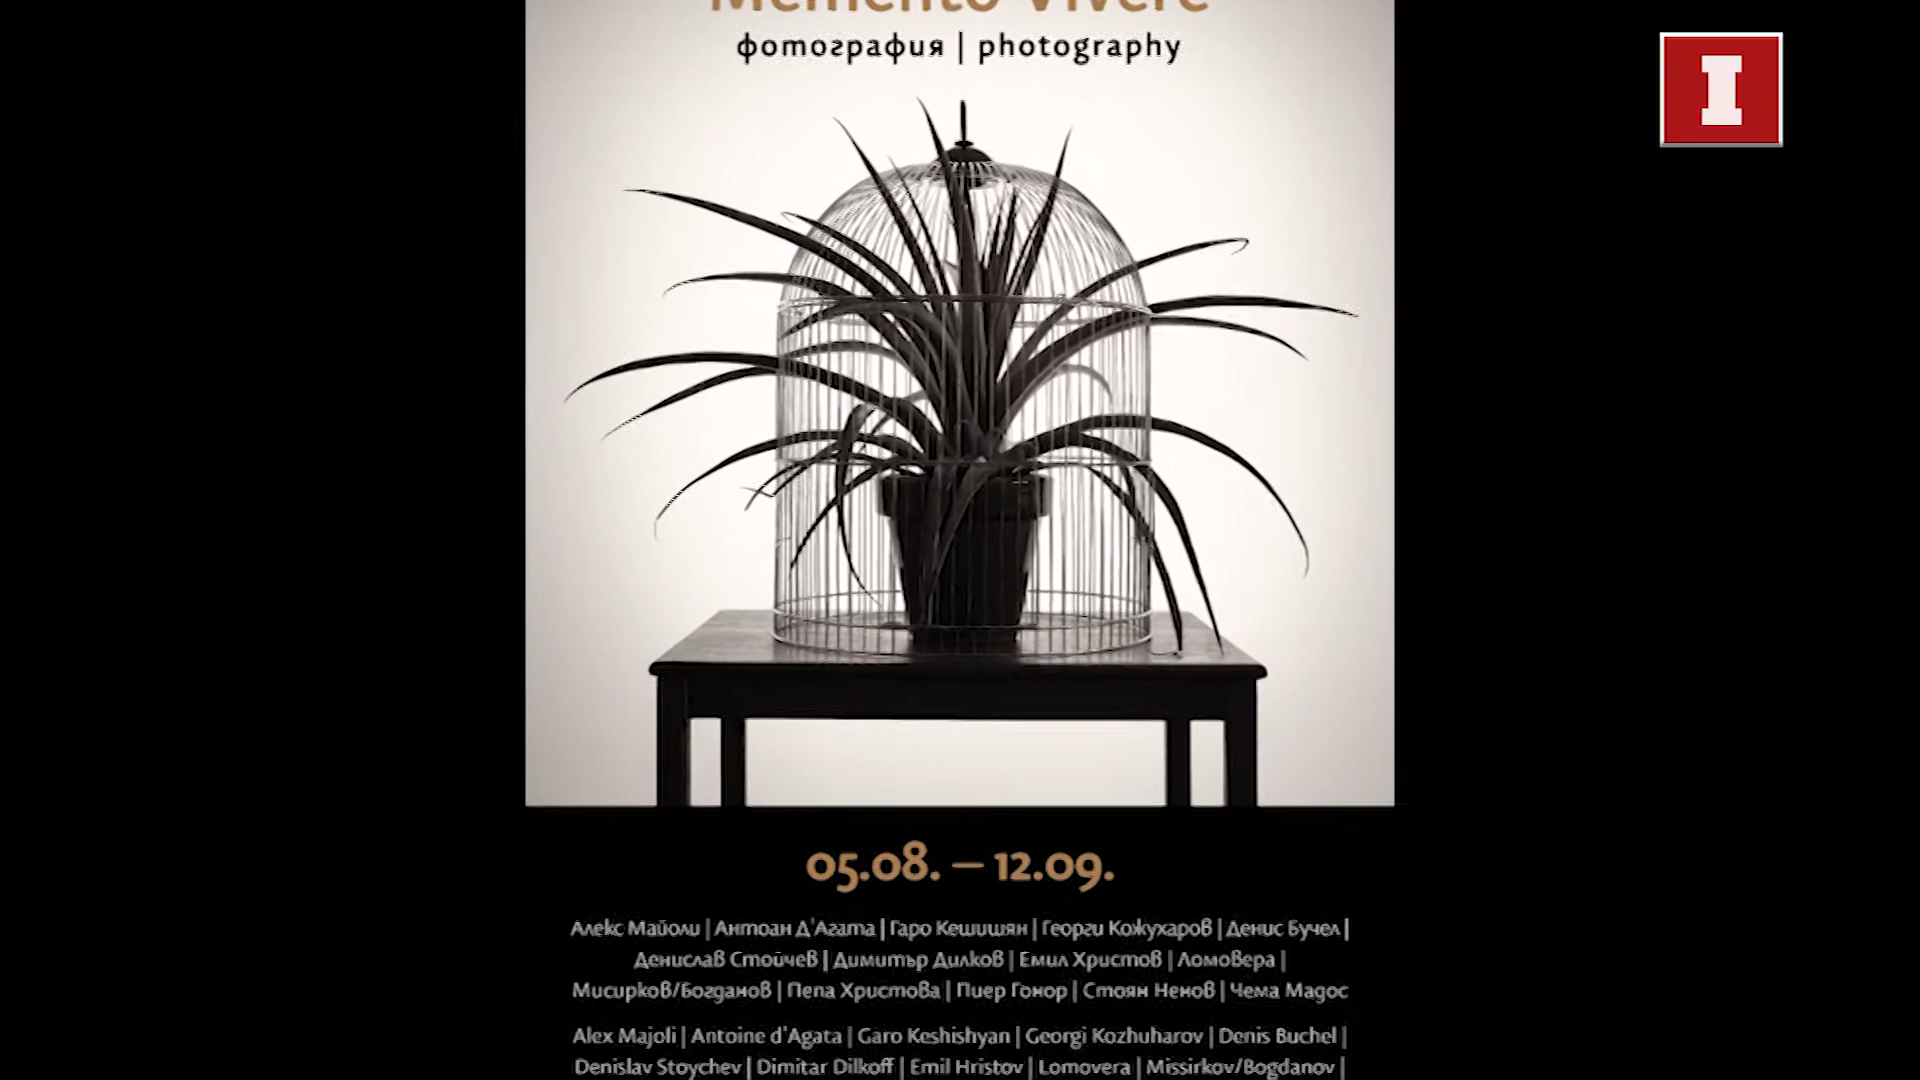 Memento Vivere
фотография | photography
I
05.08. – 12.09.
Алекс Майоли | Антоан Д'Агата | Гаро Кешишян | Георги Кожухаров | Денис Бучел |
Денислав Стойчев | Димитър Дилков | Емил Христов | Ломовера |
Мисирков/Богданов | Пепа Христова | Пиер Гонор | Стоян Ненов | Чема Мадос
Alex Majoli | Antoine d'Agata | Garo Keshishyan | Georgi Kozhuharov | Denis Buchel |
Denislav Stoychev | Dimitar Dilkoff | Emil Hristov | Lomovera | Missirkov/Bogdanov |